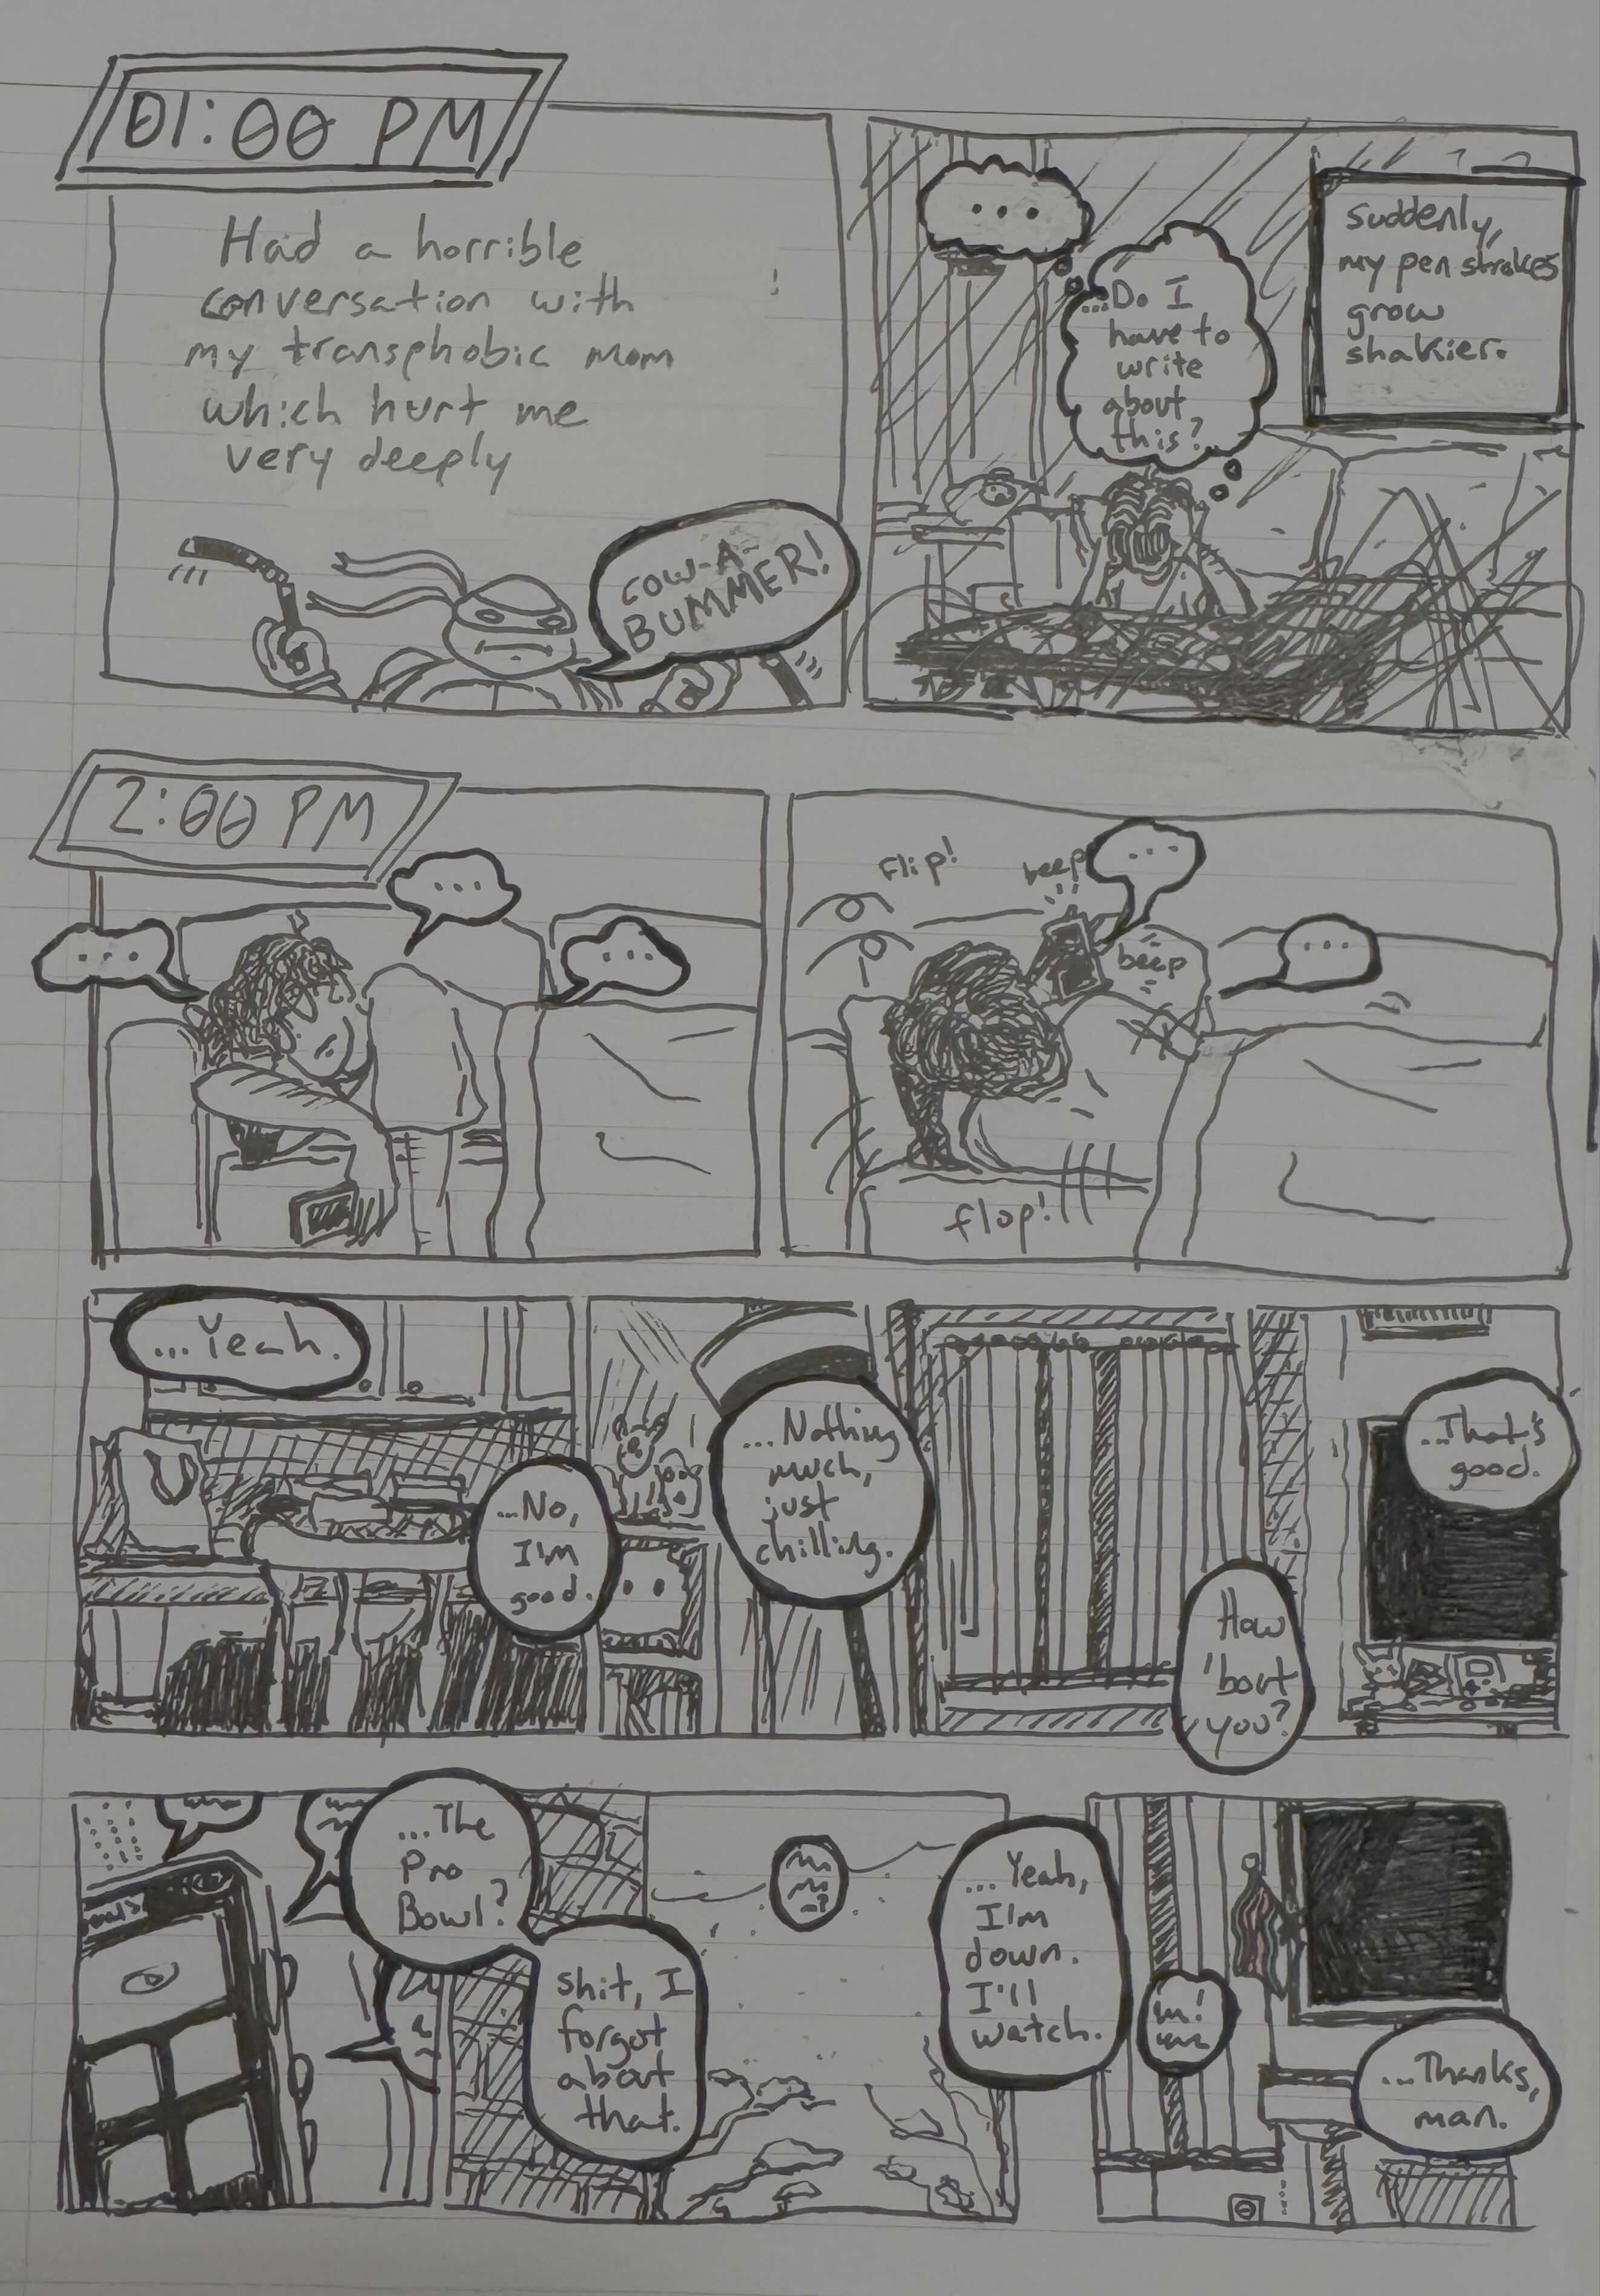 01:00 PM
Had a horrible
conversation with
my transphobic mom
which hurt me
very deeply
COW-A-
BUMMER!
...
...Do I
have to
write
about
this?
Suddenly,
my pen strokes
grow
shakier.
2:00 PM
...
...
...
Flip!
beep
...
beep
...
flop!
...Yeah.
...No,
I'm
good.
...Nothing
much,
just
chilling.
How
'bout
you?
...That's
good.
...The
Pro
Bowl?
shit, I
forgot
about
that.
...Yeah,
I'm
down.
I'll
watch.
...Thanks,
man.